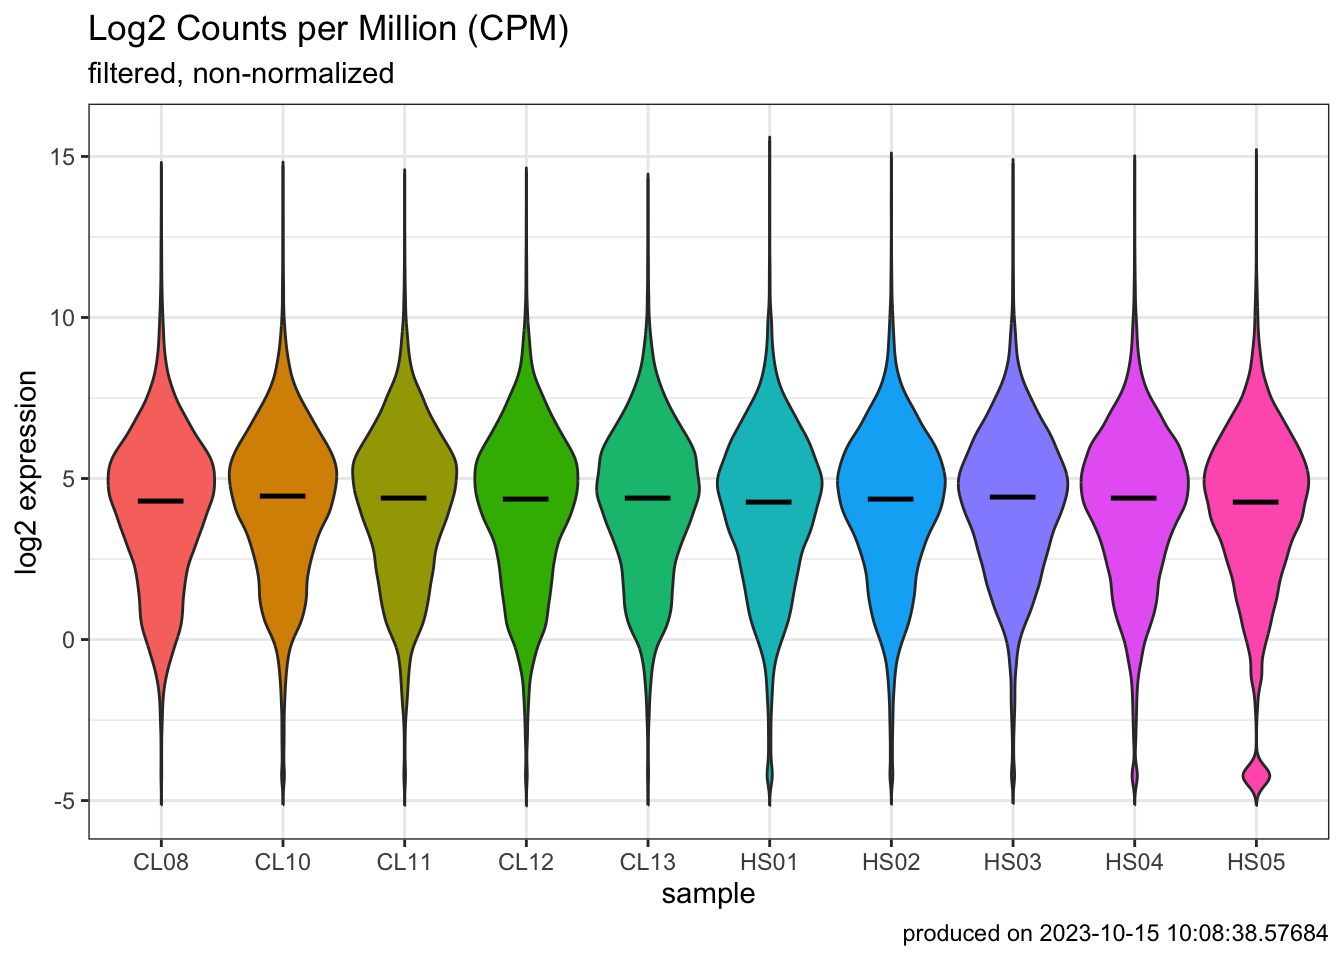 Log2 Counts per Million (CPM)
filtered, non-normalized
log2 expression
15
10
5
0
-5
CL08 CL10 CL11 CL12 CL13 HS01 HS02 HS03 HS04 HS05
sample
produced on 2023-10-15 10:08:38.57684